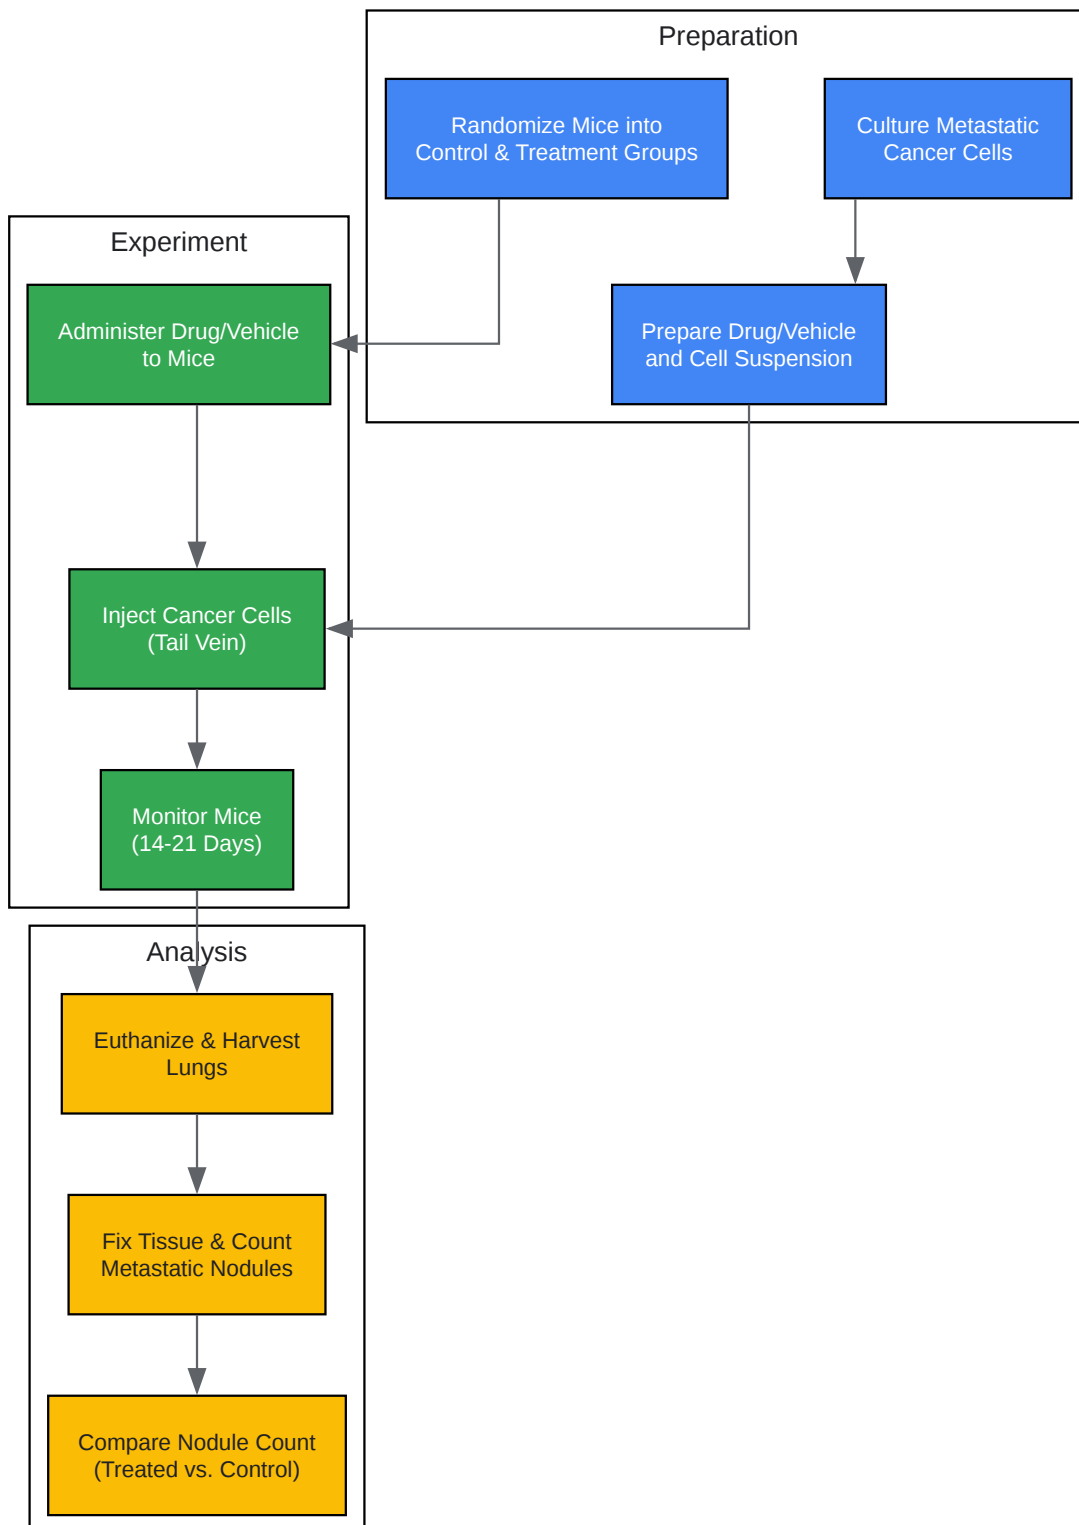 Preparation
Randomize Mice into
Control & Treatment Groups
Culture Metastatic
Cancer Cells
Prepare Drug/Vehicle
and Cell Suspension
Experiment
Administer Drug/Vehicle
to Mice
Inject Cancer Cells
(Tail Vein)
Monitor Mice
(14-21 Days)
Analysis
Euthanize & Harvest
Lungs
Fix Tissue & Count
Metastatic Nodules
Compare Nodule Count
(Treated vs. Control)